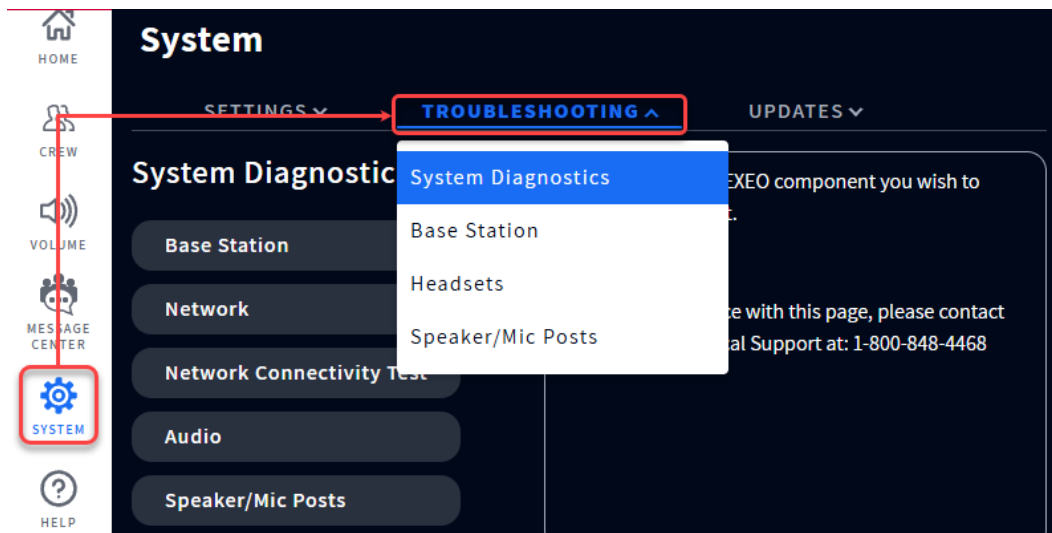 HOME
CREW
VOLUME
MESSAGE
CENTER
SYSTEM
HELP
System
SETTINGS
TROUBLESHOOTING
UPDATES
System Diagnostic
Base Station
Network
Network Connectivity Test
Audio
Speaker/Mic Posts
System Diagnostics
Base Station
Headsets
Speaker/Mic Posts
EXEO component you wish to
t.
ce with this page, please contact
al Support at: 1-800-848-4468